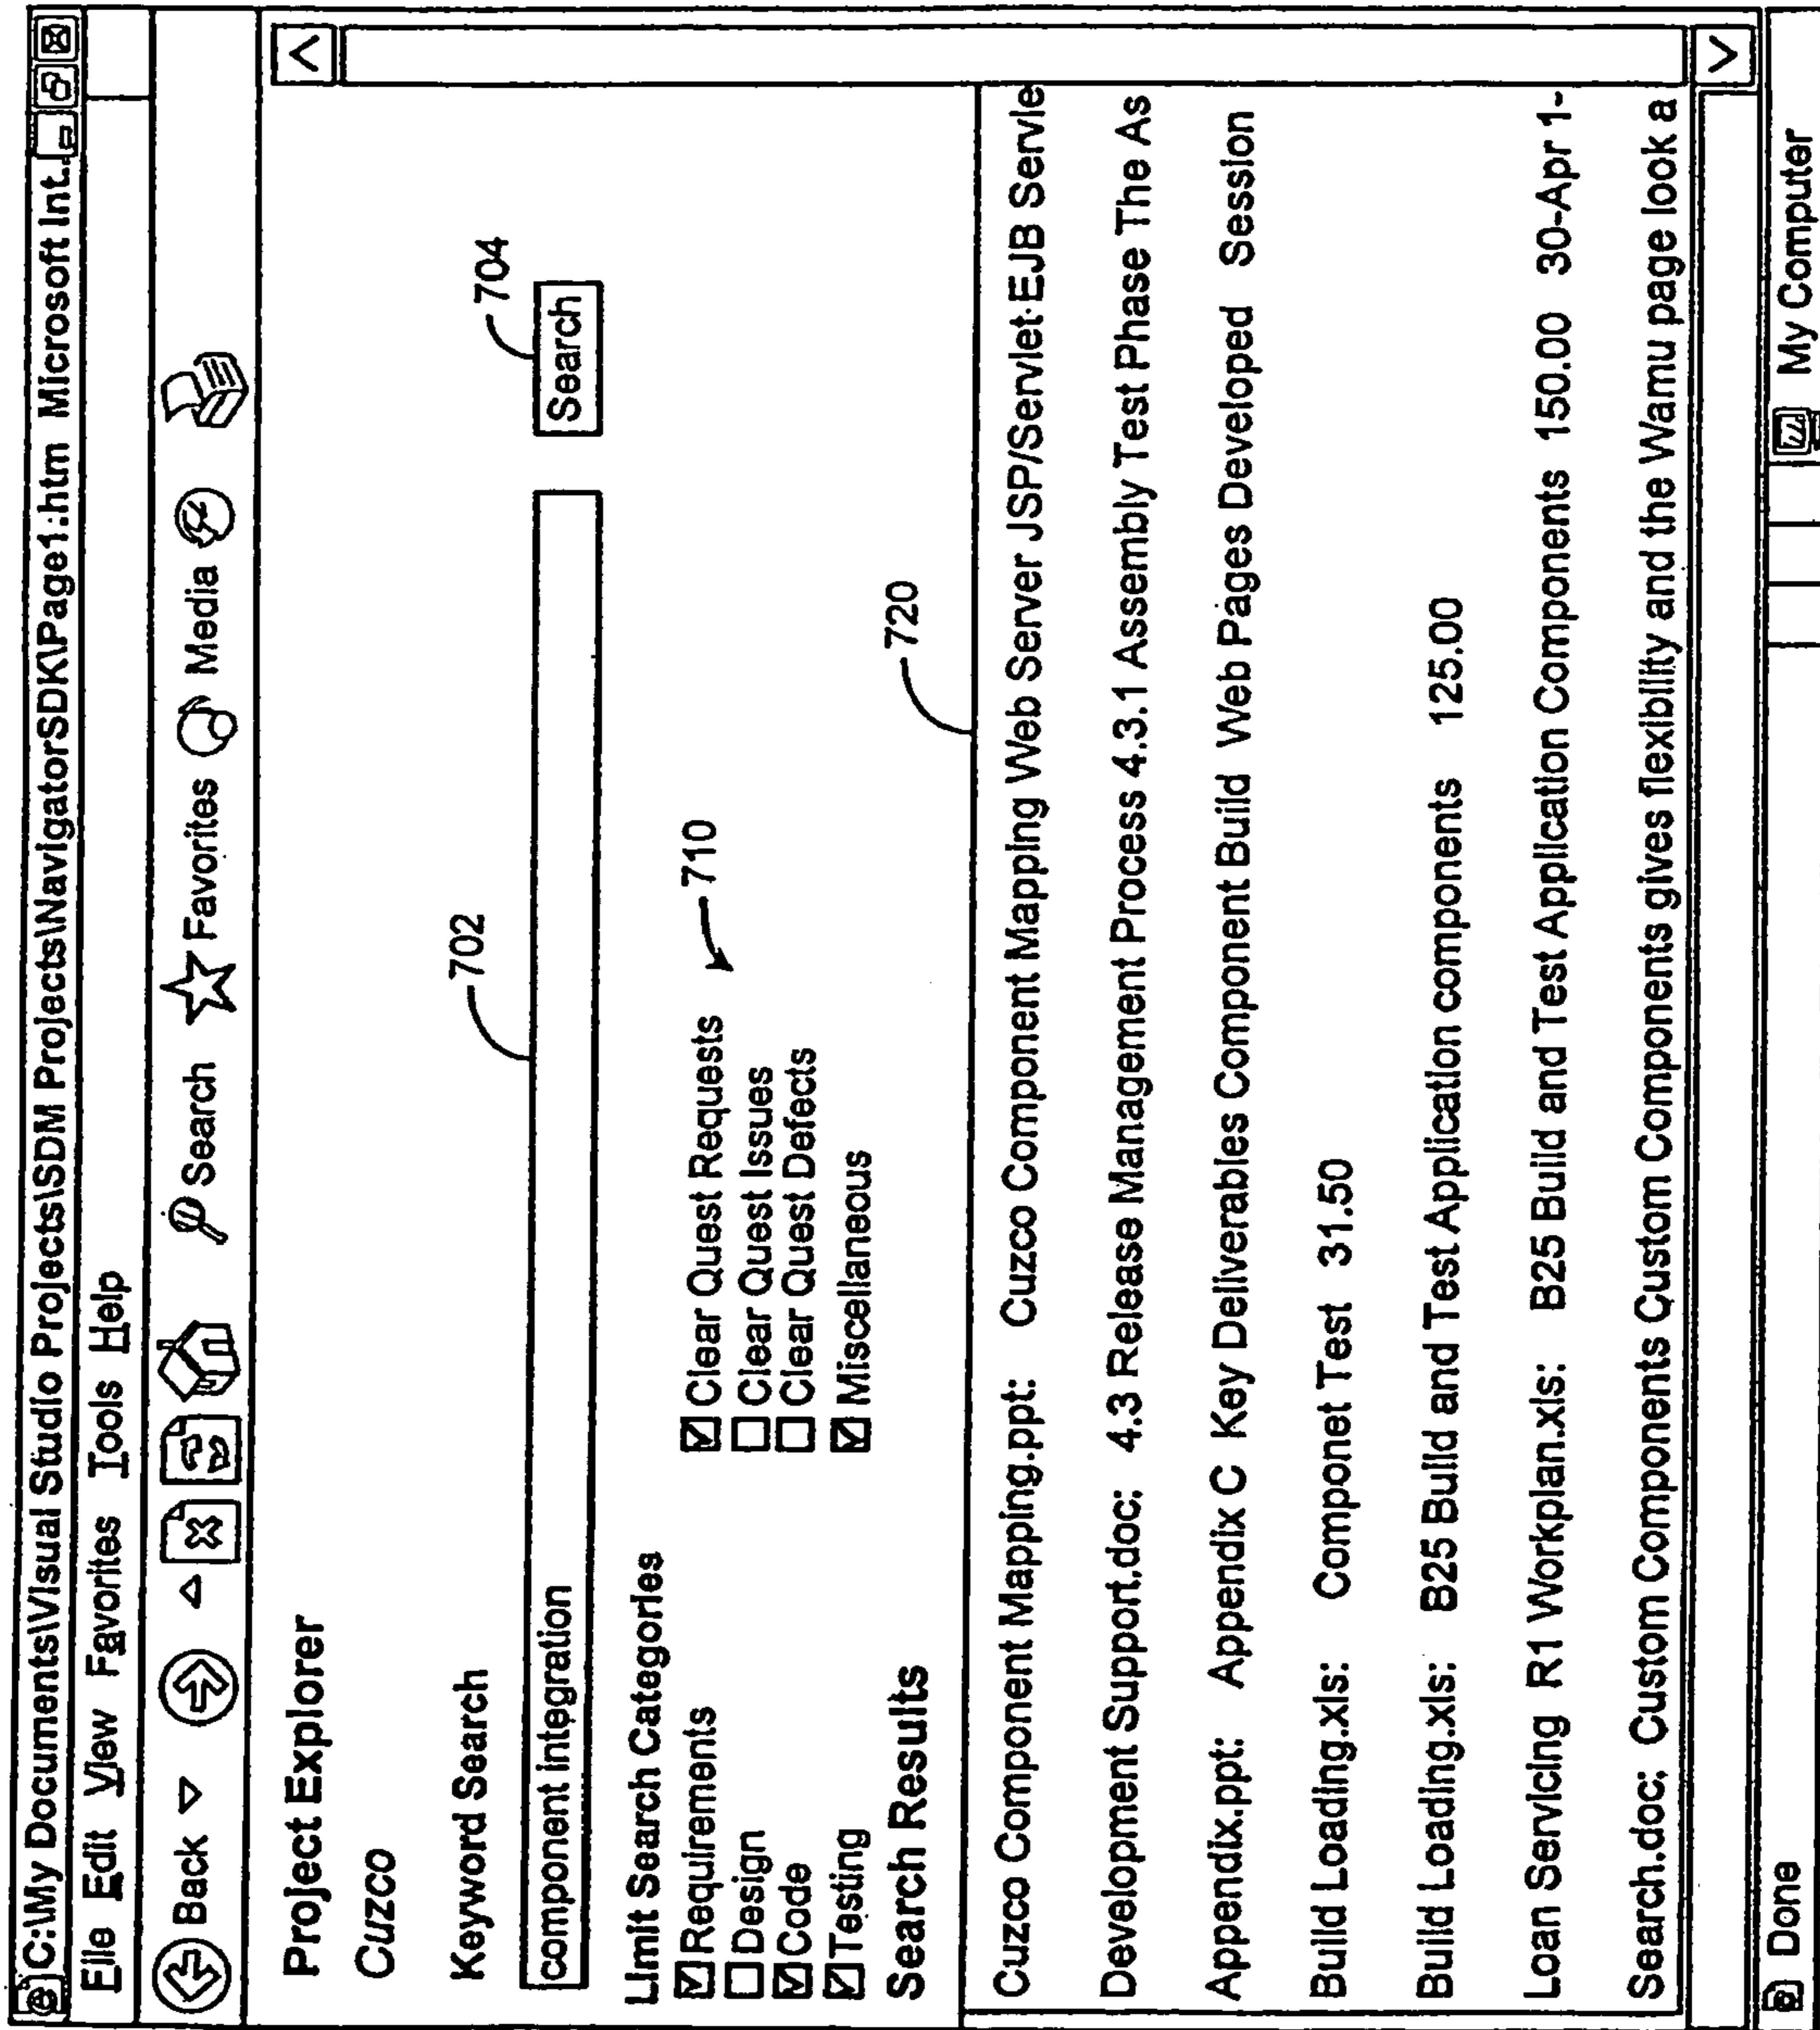 C:\My Documents\Visual Studio Projects\SDM Projects\NavigatorSDK\Page1.htm Microsoft Int...
File Edit View Favorites Tools Help
Back Search Favorites Media
Project Explorer
Cuzco
Keyword Search
702
704
component integration
Search
Limit Search Categories
710
Requirements
Design
Code
Testing
Clear Quest Requests
Clear Quest Issues
Clear Quest Defects
Miscellaneous
Search Results
720
Cuzco Component Mapping.ppt: Cuzco Component Mapping Web Server JSP/Servlet EJB Servle
Development Support.doc: 4.3 Release Management Process 4.3.1 Assembly Test Phase The As
Appendix.ppt: Appendix C Key Deliverables Component Build Web Pages Developed Session
Build Loading.xls: Componet Test 31.50
Build Loading.xls: B25 Build and Test Application components 125.00
Loan Servicing R1 Workplan.xls: B25 Build and Test Application Components 150.00 30-Apr 1-
Search.doc: Custom Components Custom Components gives flexibility and the Wamu page look a
Done My Computer